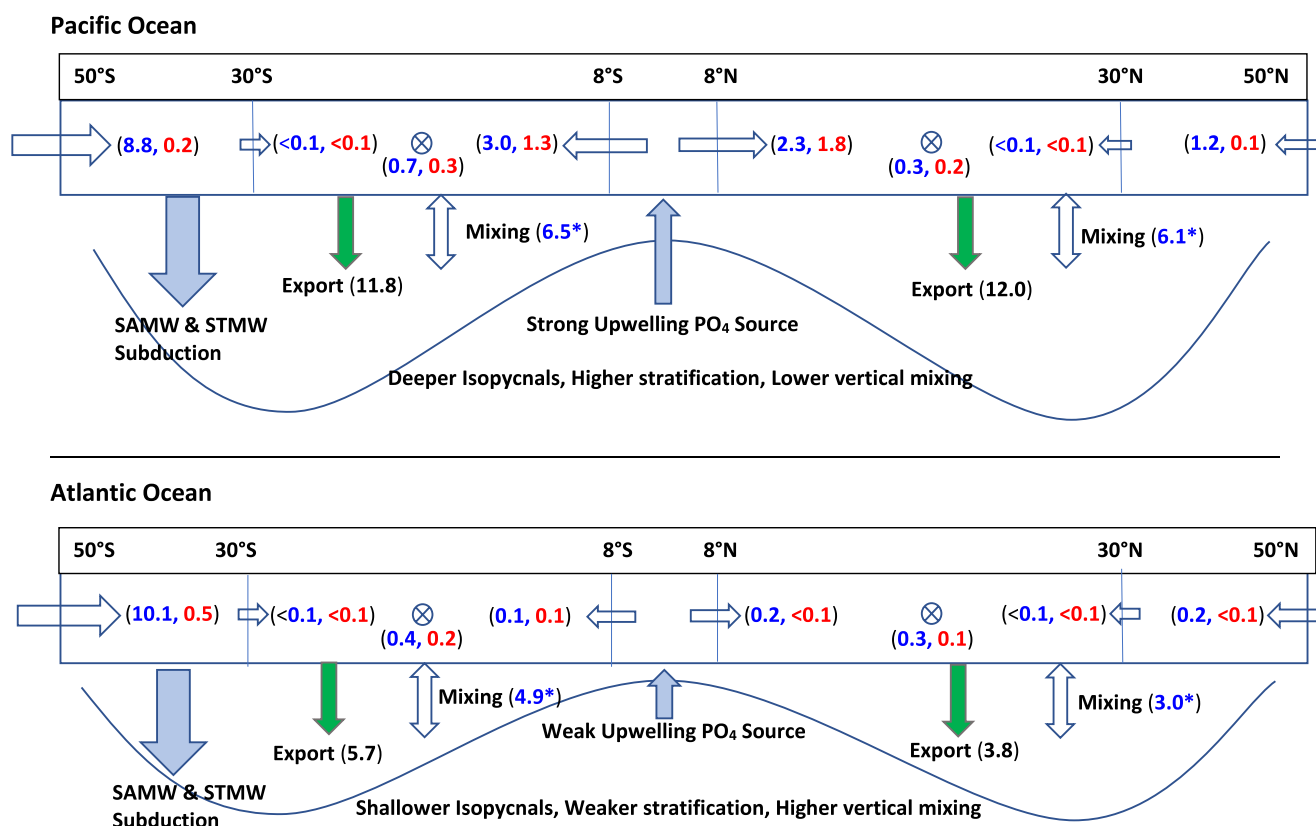 Pacific Ocean
50°S 30°S 8°S 8°N 30°N 50°N
(8.8, 0.2) (<0.1, <0.1) (3.0, 1.3) (2.3, 1.8) (<0.1, <0.1) (1.2, 0.1)
(0.7, 0.3) (0.3, 0.2)
Mixing (6.5*) Mixing (6.1*)
Export (11.8) Export (12.0)
SAMW & STMW Strong Upwelling PO₄ Source
Subduction
Deeper Isopycnals, Higher stratification, Lower vertical mixing
Atlantic Ocean
50°S 30°S 8°S 8°N 30°N 50°N
(10.1, 0.5) (<0.1, <0.1) (0.1, 0.1) (0.2, <0.1) (<0.1, <0.1) (0.2, <0.1)
(0.4, 0.2) (0.3, 0.1)
Mixing (4.9*) Mixing (3.0*)
Weak Upwelling PO₄ Source
Export (5.7) Export (3.8)
SAMW & STMW
Shallower Isopycnals, Weaker stratification, Higher vertical mixing
Subduction